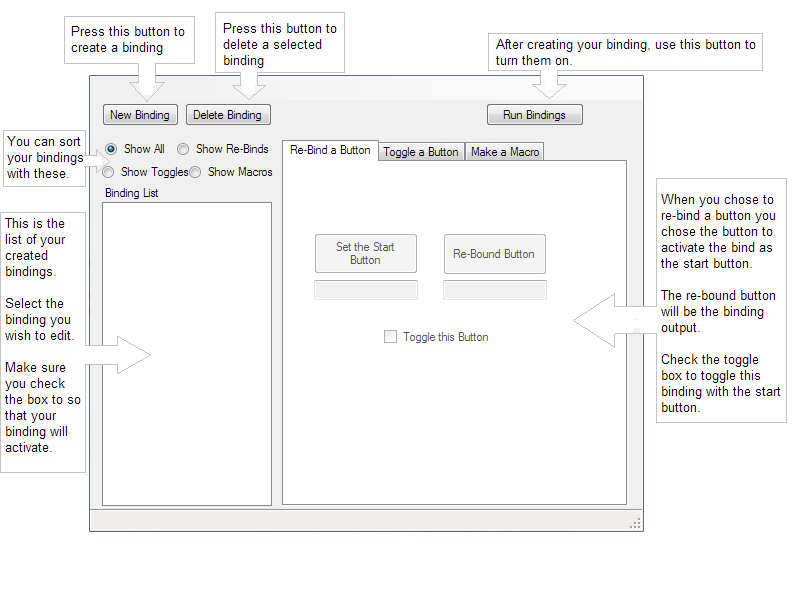 Press this button to
create a binding
Press this button to
delete a selected
binding
After creating your binding, use this button to
turn them on.
New Binding
Delete Binding
Run Bindings
You can sort
your bindings
with these.
Show All
Show Re-Binds
Show Toggles
Show Macros
Binding List
Re-Bind a Button
Toggle a Button
Make a Macro
This is the
list of your
created
bindings.
Select the
binding you
wish to edit.
Make sure
you check
the box to so
that your
binding will
activate.
Set the Start
Button
Re-Bound Button
Toggle this Button
When you chose to
re-bind a button you
chose the button to
activate the bind as
the start button.
The re-bound button
will be the binding
output.
Check the toggle
box to toggle this
binding with the start
button.